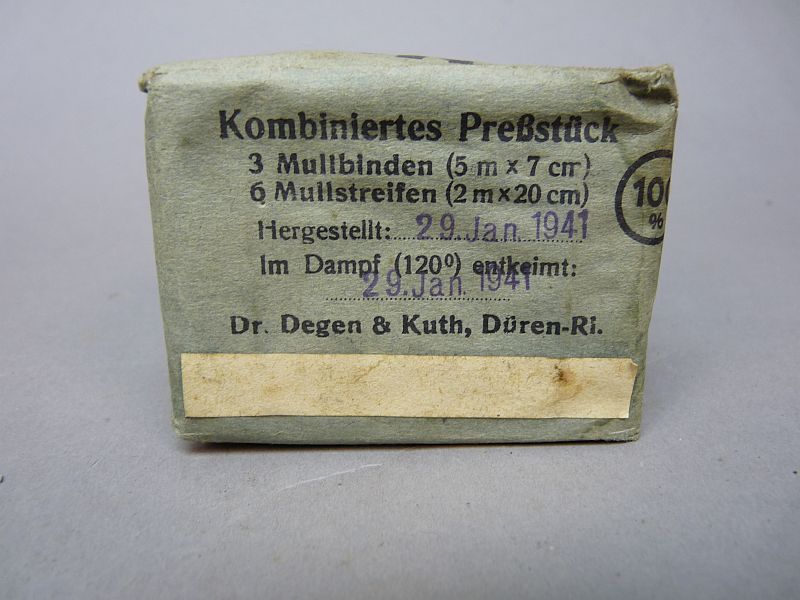 Kombiniertes Preßstück
3 Mullbinden (5 m x 7 cm)
6 Mullstreifen (2 m x 20 cm)
Hergestellt: 29. Jan. 1941
Im Dampf (120°) entkeimt:
29. Jan. 1941
Dr. Degen & Kuth, Düren-Rl.
%